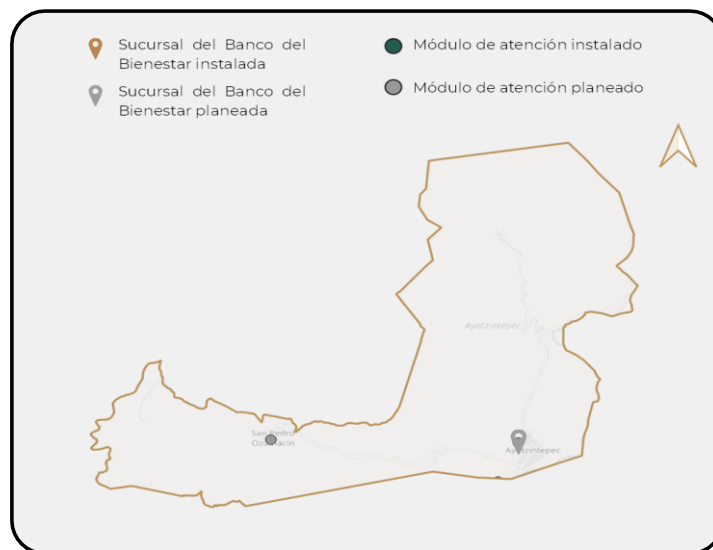 Sucursal del Banco del
Bienestar instalada
Sucursal del Banco del
Bienestar planeada
Módulo de atención instalado
Módulo de atención planeado
Ayotzintepec
San Pedro
Ozumacín
Ayotzintepec